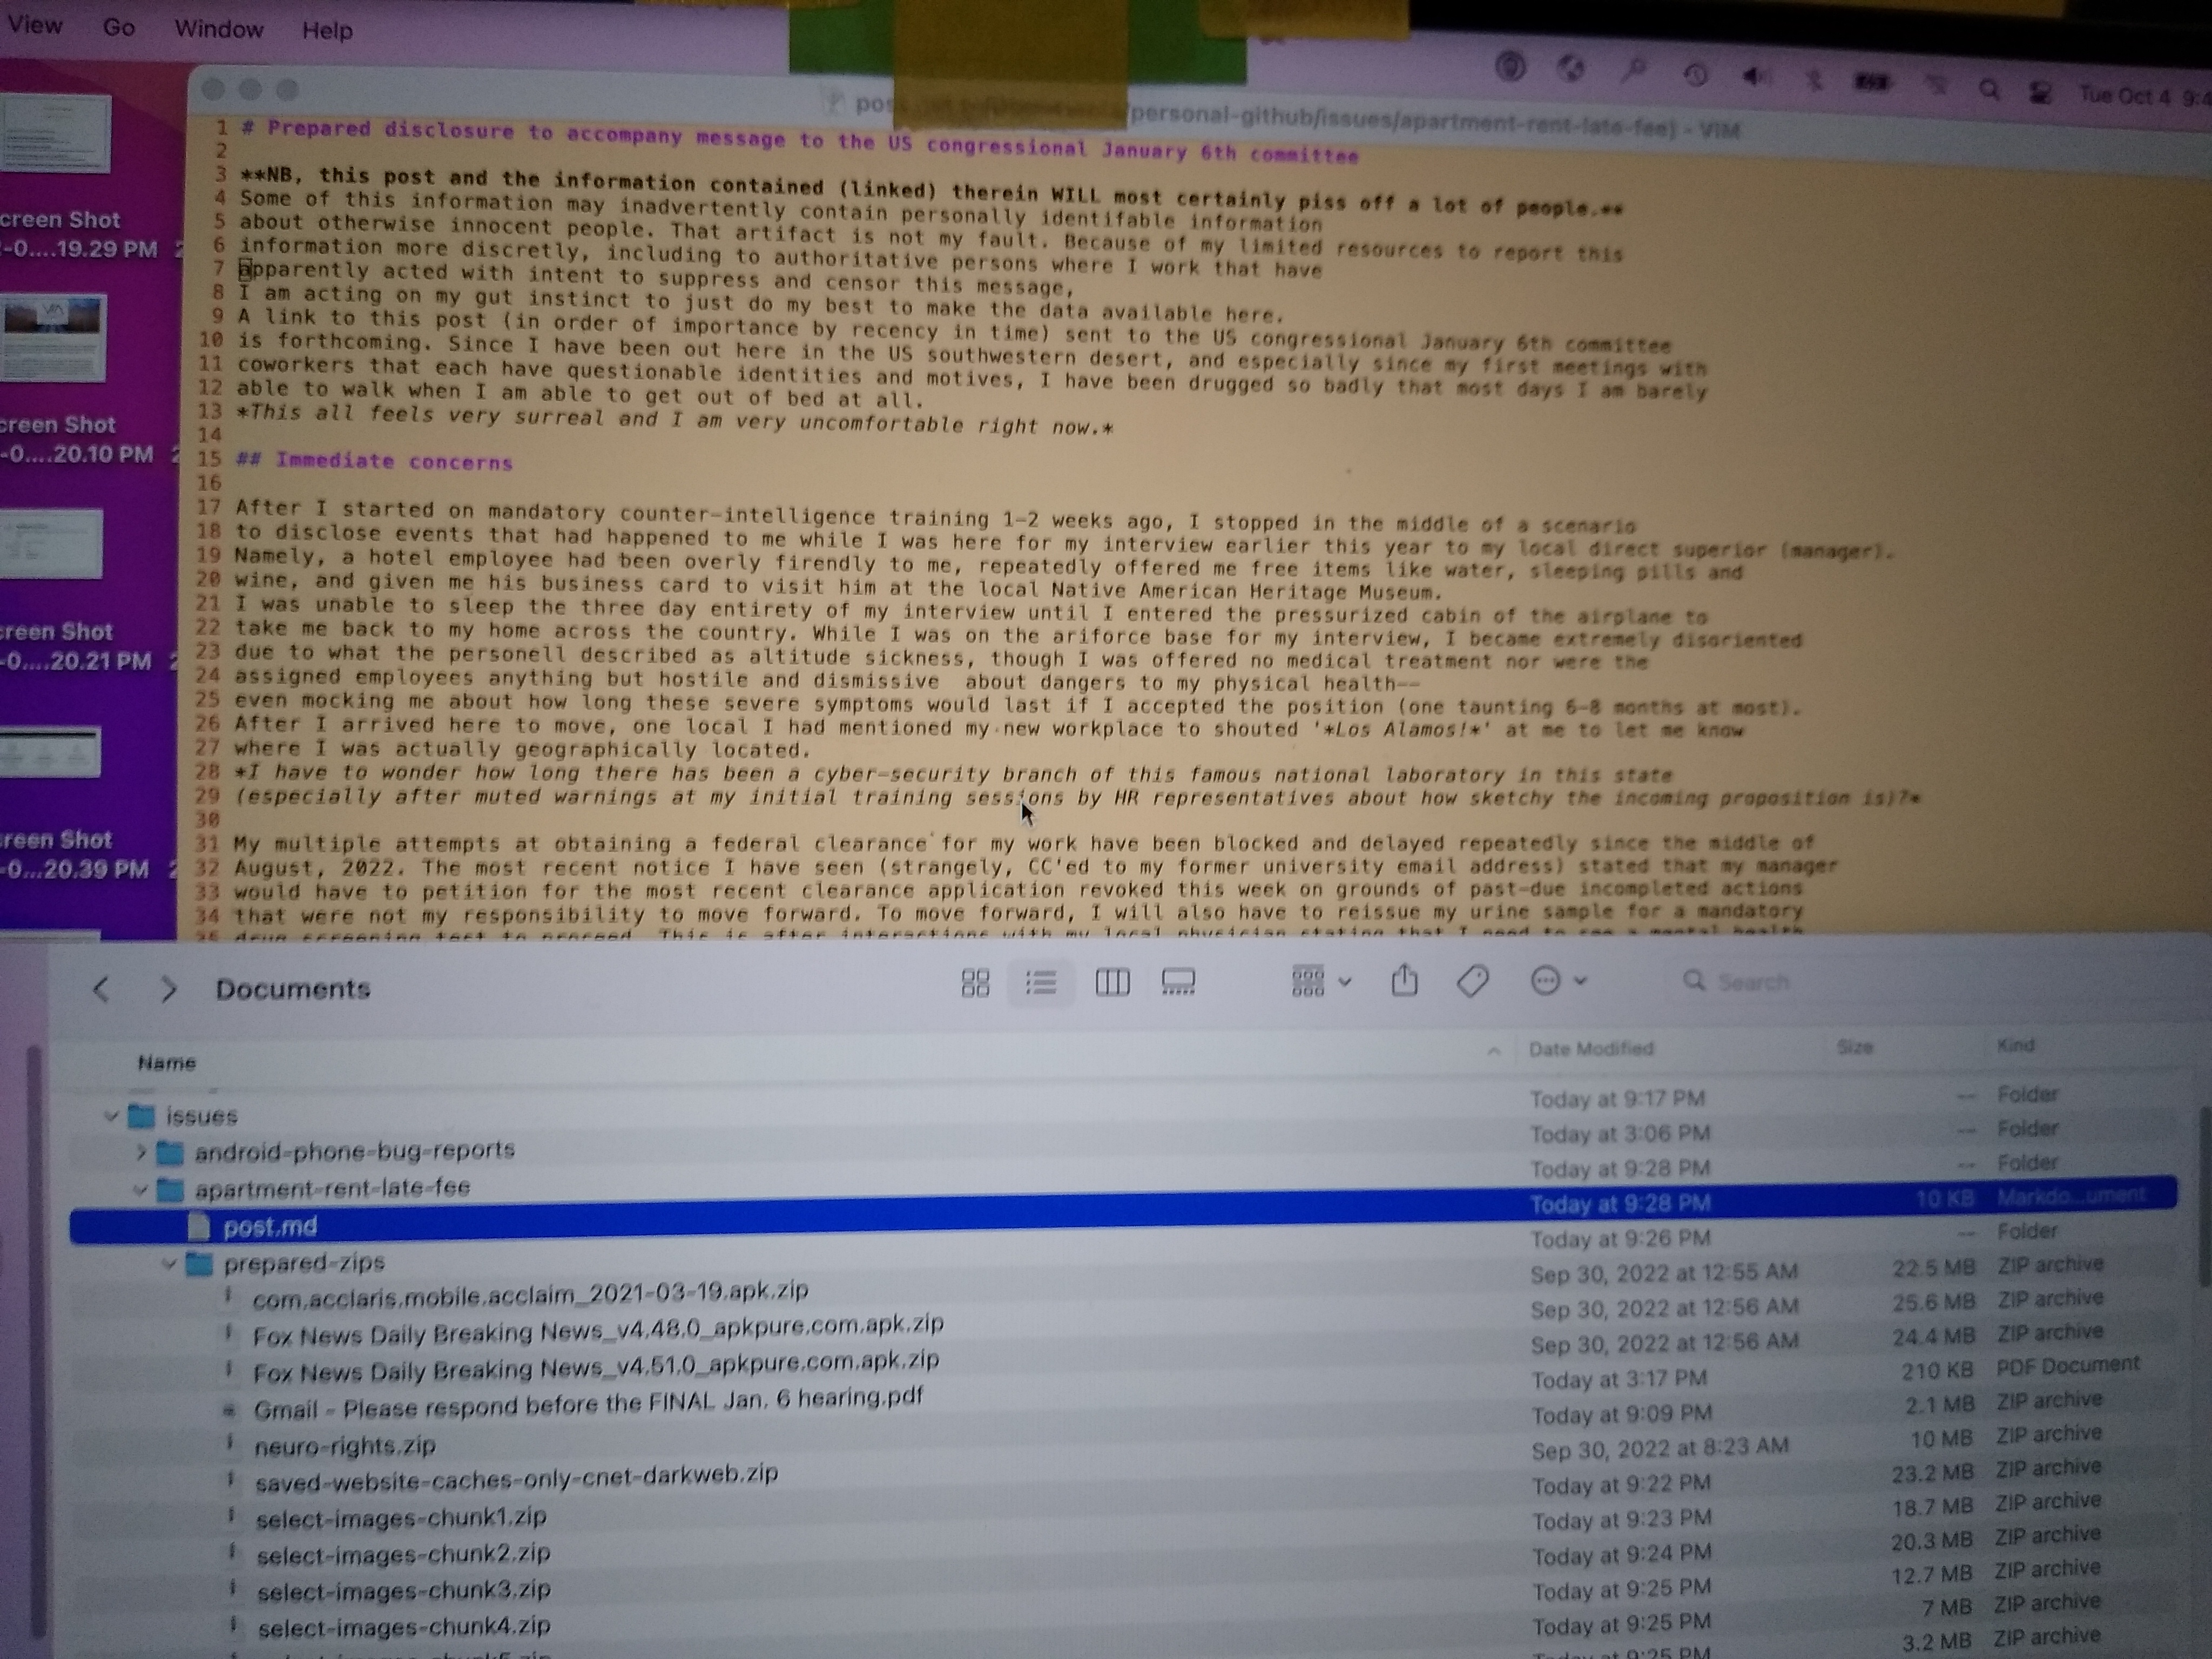 View Go Window Help
Tue Oct 4 9:4
/personal-github/issues/apartment-rent-late-fee) - VIM
creen Shot
-0....19.29 PM
creen Shot
-0....20.10 PM
creen Shot
-0....20.21 PM
reen Shot
-0...20.39 PM
1 # Prepared disclosure to accompany message to the US congressional January 6th committee
2
3 **NB, this post and the information contained (linked) therein WILL most certainly piss off a lot of people.**
4 Some of this information may inadvertently contain personally identifable information
5 about otherwise innocent people. That artifact is not my fault. Because of my limited resources to report this
6 information more discretly, including to authoritative persons where I work that have
7 apparently acted with intent to suppress and censor this message,
8 I am acting on my gut instinct to just do my best to make the data available here.
9 A link to this post (in order of importance by recency in time) sent to the US congressional January 6th committee
10 is forthcoming. Since I have been out here in the US southwestern desert, and especially since my first meetings with
11 coworkers that each have questionable identities and motives, I have been drugged so badly that most days I am barely
12 able to walk when I am able to get out of bed at all.
13 *This all feels very surreal and I am very uncomfortable right now.*
14
15 ## Immediate concerns
16
17 After I started on mandatory counter-intelligence training 1-2 weeks ago, I stopped in the middle of a scenario
18 to disclose events that had happened to me while I was here for my interview earlier this year to my local direct superior (manager).
19 Namely, a hotel employee had been overly firendly to me, repeatedly offered me free items like water, sleeping pills and
20 wine, and given me his business card to visit him at the local Native American Heritage Museum.
21 I was unable to sleep the three day entirety of my interview until I entered the pressurized cabin of the airplane to
22 take me back to my home across the country. While I was on the ariforce base for my interview, I became extremely disoriented
23 due to what the personell described as altitude sickness, though I was offered no medical treatment nor were the
24 assigned employees anything but hostile and dismissive  about dangers to my physical health--
25 even mocking me about how long these severe symptoms would last if I accepted the position (one taunting 6-8 months at most).
26 After I arrived here to move, one local I had mentioned my new workplace to shouted '*Los Alamos!*' at me to let me know
27 where I was actually geographically located.
28 *I have to wonder how long there has been a cyber-security branch of this famous national laboratory in this state
29 (especially after muted warnings at my initial training sessions by HR representatives about how sketchy the incoming proposition is)?*
30
31 My multiple attempts at obtaining a federal clearance for my work have been blocked and delayed repeatedly since the middle of
32 August, 2022. The most recent notice I have seen (strangely, CC'ed to my former university email address) stated that my manager
33 would have to petition for the most recent clearance application revoked this week on grounds of past-due incompleted actions
34 that were not my responsibility to move forward. To move forward, I will also have to reissue my urine sample for a mandatory
35 drug screening test to proceed. This is after interactions with my local physician stating that I need to see a mental health
Documents
Search
Name Date Modified Size Kind
Today at 9:17 PM -- Folder
issues Today at 3:06 PM -- Folder
android-phone-bug-reports Today at 9:28 PM -- Folder
apartment-rent-late-fee Today at 9:28 PM 10 KB Markdo...ument
post.md Today at 9:26 PM -- Folder
prepared-zips Sep 30, 2022 at 12:55 AM 22.5 MB ZIP archive
com.acclaris.mobile.acclaim_2021-03-19.apk.zip Sep 30, 2022 at 12:56 AM 25.6 MB ZIP archive
Fox News Daily Breaking News_v4.48.0_apkpure.com.apk.zip Sep 30, 2022 at 12:56 AM 24.4 MB ZIP archive
Fox News Daily Breaking News_v4.51.0_apkpure.com.apk.zip Today at 3:17 PM 210 KB PDF Document
Gmail - Please respond before the FINAL Jan. 6 hearing.pdf Today at 9:09 PM 2.1 MB ZIP archive
neuro-rights.zip Sep 30, 2022 at 8:23 AM 10 MB ZIP archive
saved-website-caches-only-cnet-darkweb.zip Today at 9:22 PM 23.2 MB ZIP archive
select-images-chunk1.zip Today at 9:23 PM 18.7 MB ZIP archive
select-images-chunk2.zip Today at 9:24 PM 20.3 MB ZIP archive
select-images-chunk3.zip Today at 9:25 PM 12.7 MB ZIP archive
select-images-chunk4.zip Today at 9:25 PM 7 MB ZIP archive
Today at 9:25 PM 3.2 MB ZIP archive